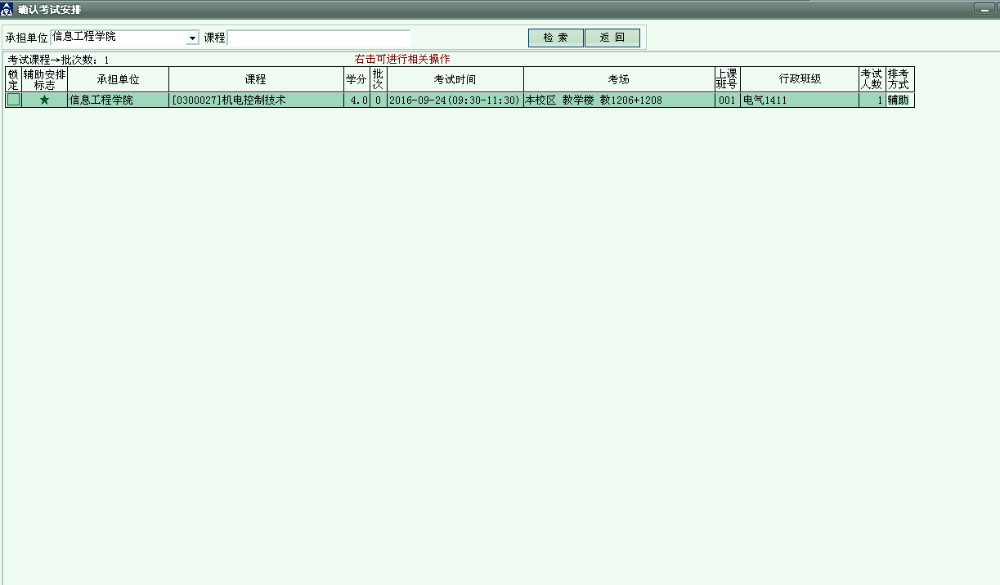 确认考试安排
承担单位 信息工程学院 课程 检 索 返 回
考试课程→批次数: 1 右击可进行相关操作
锁定 辅助安排标志 承担单位 课程 学分 批次 考试时间 考场 上课班号 行政班级 考试人数 排考方式
★ 信息工程学院 [0300027]机电控制技术 4.0 0 2016-09-24(09:30-11:30) 本校区 教学楼 教1206+1208 001 电气1411 1 辅助